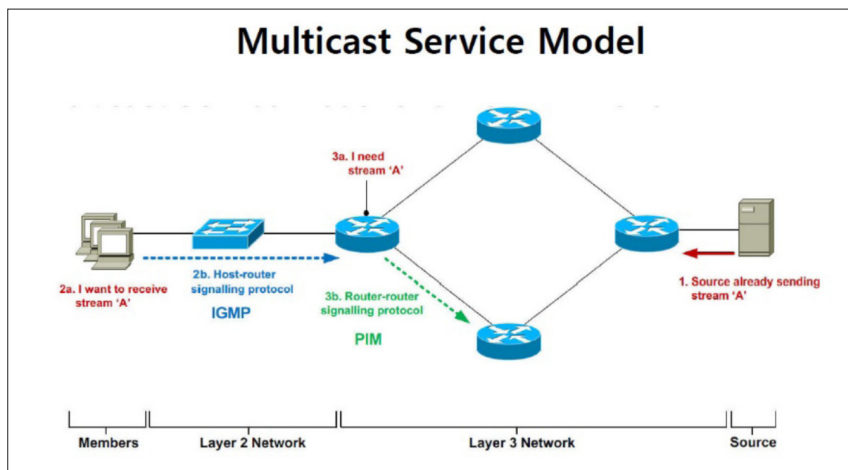 Multicast Service Model
3a. I need
stream 'A'
2a. I want to receive
stream 'A'
2b. Host-router
signalling protocol
IGMP
3b. Router-router
signalling protocol
PIM
1. Source already sending
stream 'A'
Members
Layer 2 Network
Layer 3 Network
Source